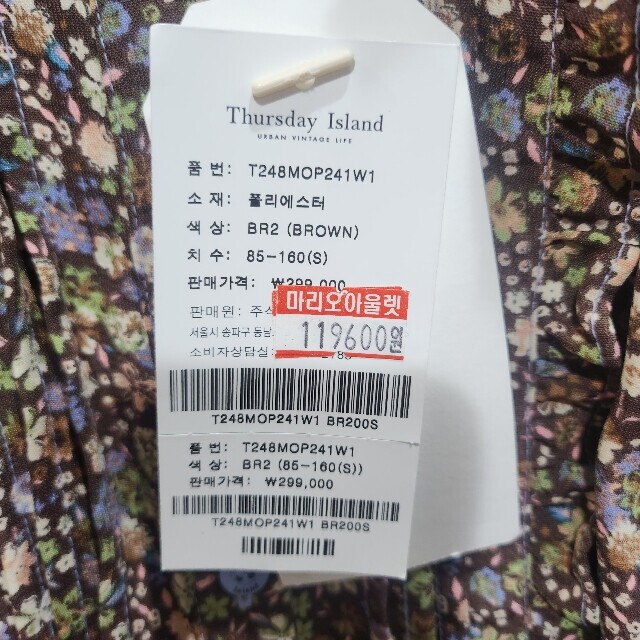 Thursday Island
URBAN VINTAGE LIFE
품 번: T248MOP241W1
소 재: 폴리에스터
색 상: BR2 (BROWN)
치 수: 85-160(S)
판매가격: ₩299,000
마리오아울렛
판매원: 주식
119600원
서울시 송파구 동남
소비자상담실:
T248MOP241W1 BR200S
품 번: T248MOP241W1
색 상: BR2 (85-160(S))
판매가격: ₩299,000
T248MOP241W1 BR200S